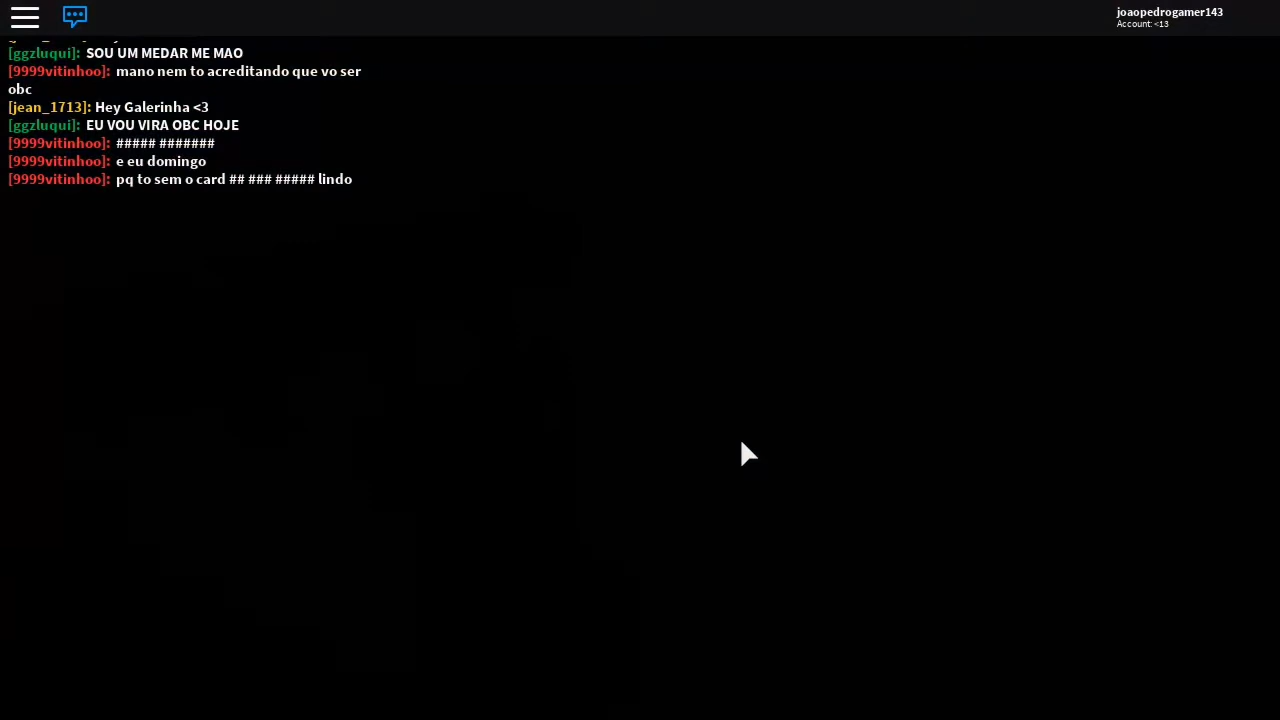 joaopedrogamer143
Account: <13
[ggzluqui]: SOU UM MEDAR ME MAO
[9999vitinhoo]: mano nem to acreditando que vo ser
obc
[jean_1713]: Hey Galerinha <3
[ggzluqui]: EU VOU VIRA OBC HOJE
[9999vitinhoo]: ##### #######
[9999vitinhoo]: e eu domingo
[9999vitinhoo]: pq to sem o card ## ### ##### lindo